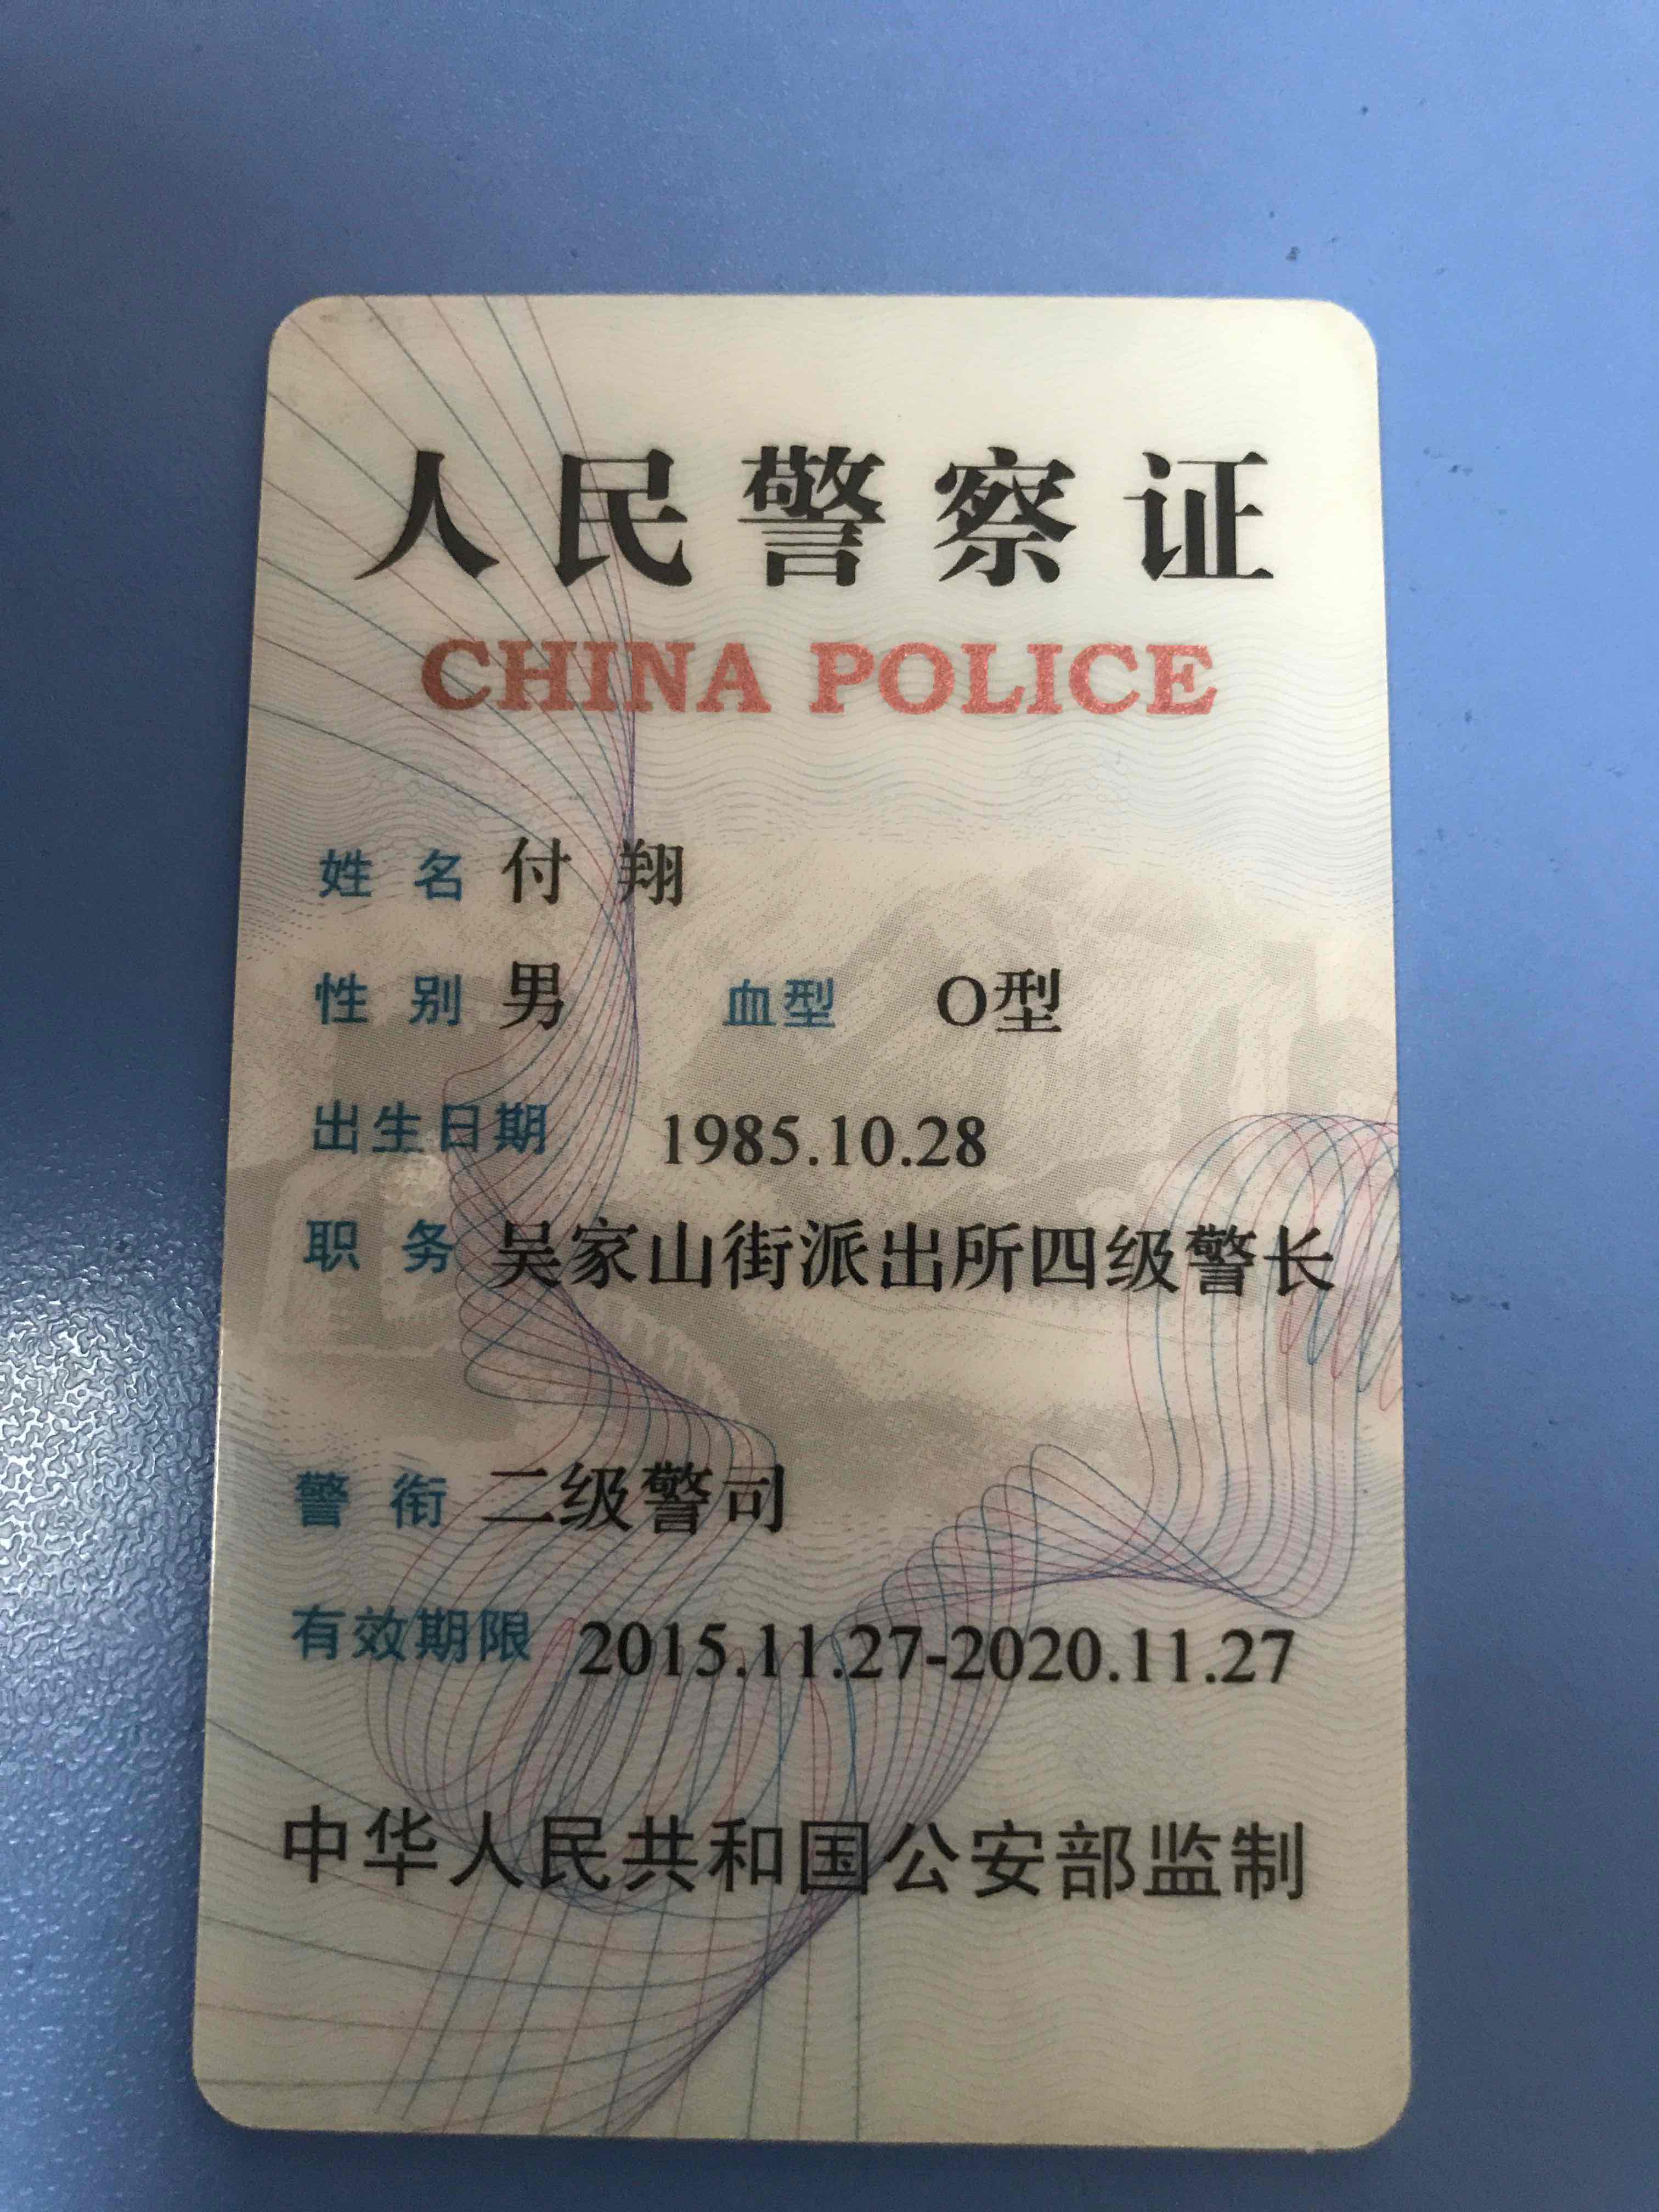 人民警察证
CHINA POLICE
姓 名 付 翔
性 别 男 血型 O型
出生日期 1985.10.28
职 务 吴家山街派出所四级警长
警 衔 二级警司
有效期限 2015.11.27-2020.11.27
中华人民共和国公安部监制